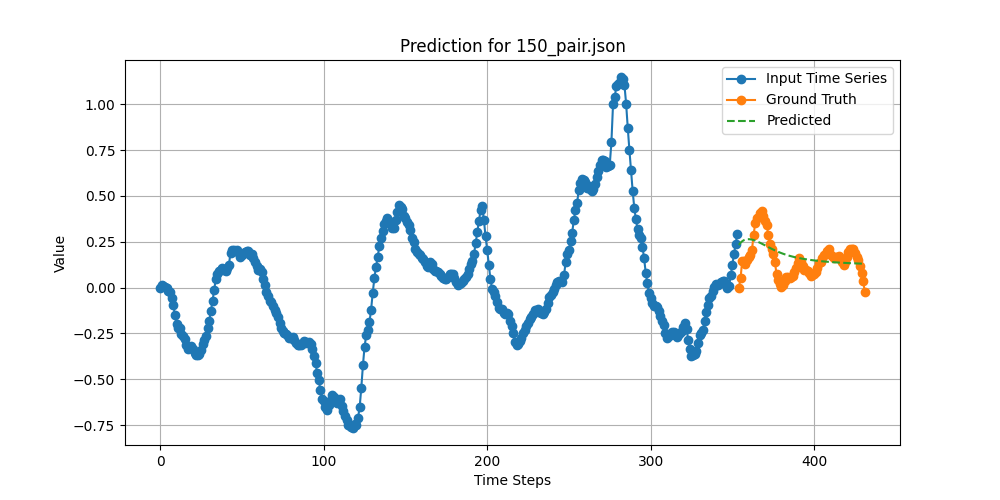 Prediction for 150_pair.json
Input Time Series
Ground Truth
Predicted
1.00
0.75
0.50
0.25
0.00
−0.25
−0.50
−0.75
Value
0 100 200 300 400
Time Steps